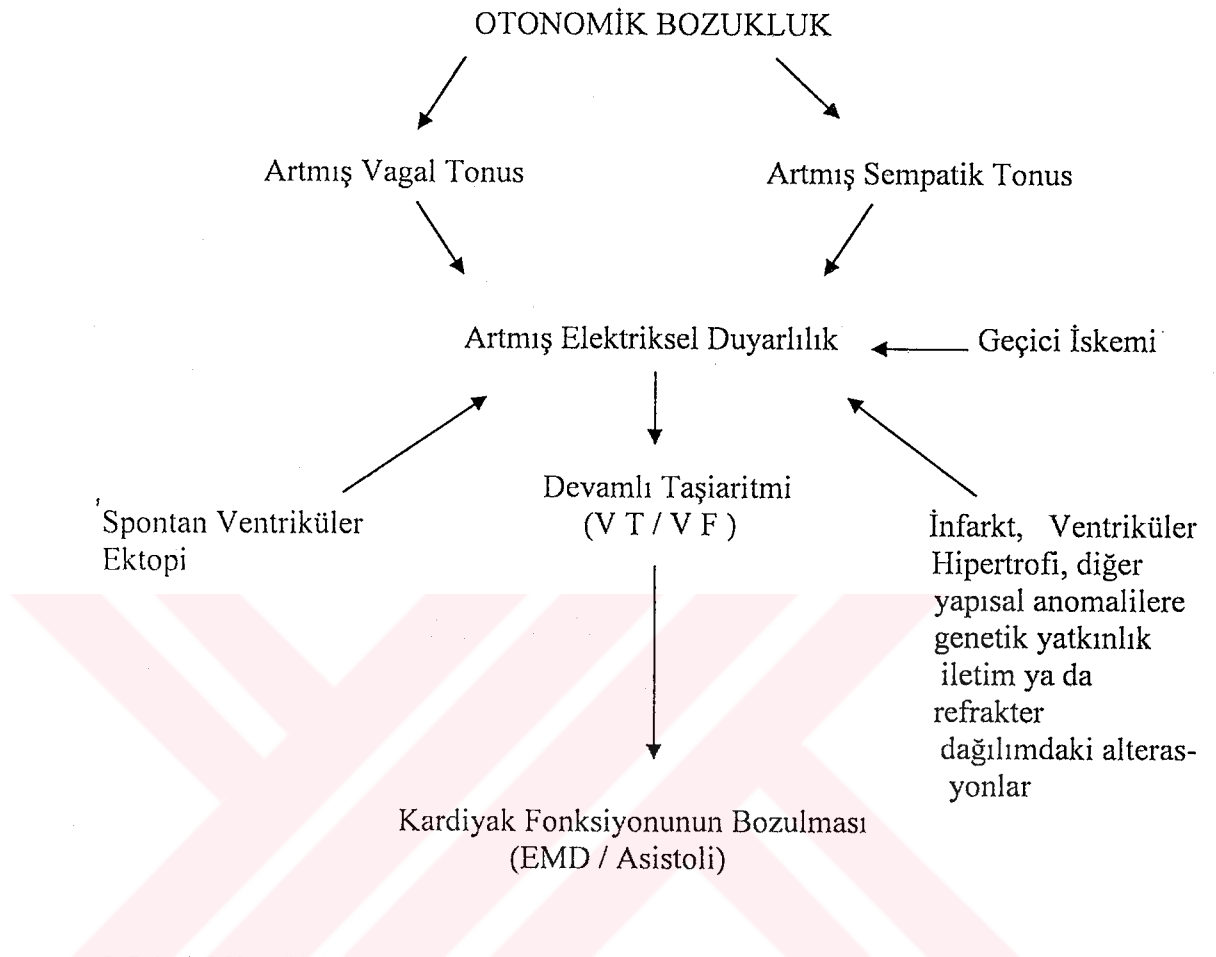 OTONOMİK BOZUKLUK
Artmış Vagal Tonus
Artmış Sempatik Tonus
Artmış Elektriksel Duyarlılık
Geçici İskemi
Devamlı Taşiaritmi
(V T / V F )
Spontan Ventriküler
Ektopi
İnfarkt, Ventriküler
Hipertrofi, diğer
yapısal anomalilere
genetik yatkınlık
iletim ya da
refrakter
dağılımdaki alteras-
yonlar
Kardiyak Fonksiyonunun Bozulması
(EMD / Asistoli)